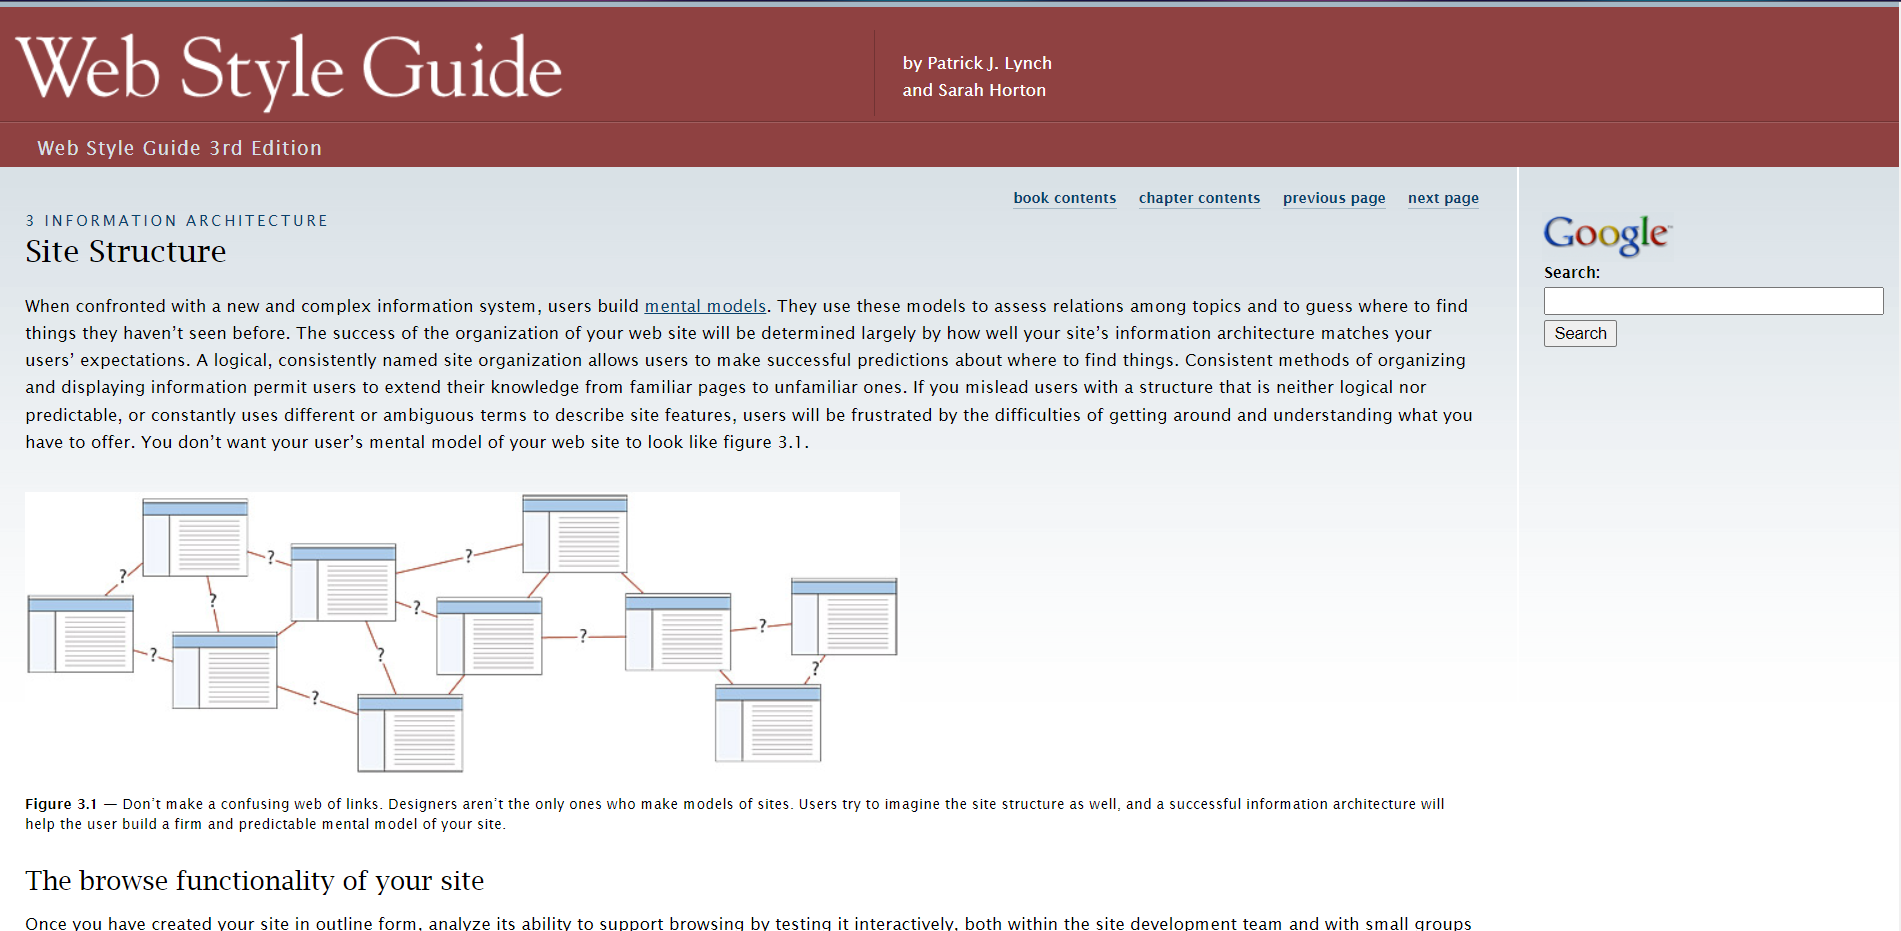 Web Style Guide
by Patrick J. Lynch
and Sarah Horton
Web Style Guide 3rd Edition
book contents chapter contents previous page next page
3 INFORMATION ARCHITECTURE
Site Structure
When confronted with a new and complex information system, users build mental models. They use these models to assess relations among topics and to guess where to find
things they haven’t seen before. The success of the organization of your web site will be determined largely by how well your site’s information architecture matches your
users’ expectations. A logical, consistently named site organization allows users to make successful predictions about where to find things. Consistent methods of organizing
and displaying information permit users to extend their knowledge from familiar pages to unfamiliar ones. If you mislead users with a structure that is neither logical nor
predictable, or constantly uses different or ambiguous terms to describe site features, users will be frustrated by the difficulties of getting around and understanding what you
have to offer. You don’t want your user’s mental model of your web site to look like figure 3.1.
?
?
?
?
?
?
?
?
?
?
?
?
Figure 3.1 — Don’t make a confusing web of links. Designers aren’t the only ones who make models of sites. Users try to imagine the site structure as well, and a successful information architecture will
help the user build a firm and predictable mental model of your site.
The browse functionality of your site
Once you have created your site in outline form, analyze its ability to support browsing by testing it interactively, both within the site development team and with small groups
Google™
Search:
Search